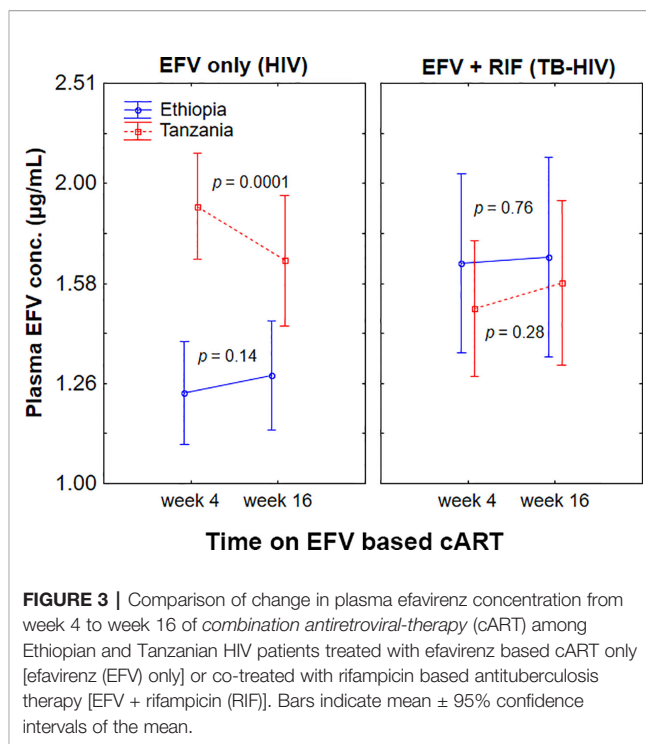 EFV only (HIV)
EFV + RIF (TB-HIV)
2.51
2.00
1.58
1.26
1.00
Plasma EFV conc. (µg/mL)
Ethiopia
Tanzania
p = 0.0001
p = 0.14
p = 0.76
p = 0.28
week 4
week 16
week 4
week 16
Time on EFV based cART
FIGURE 3 | Comparison of change in plasma efavirenz concentration from
week 4 to week 16 of combination antiretroviral-therapy (cART) among
Ethiopian and Tanzanian HIV patients treated with efavirenz based cART only
[efavirenz (EFV) only] or co-treated with rifampicin based antituberculosis
therapy [EFV + rifampicin (RIF)]. Bars indicate mean ± 95% confidence
intervals of the mean.